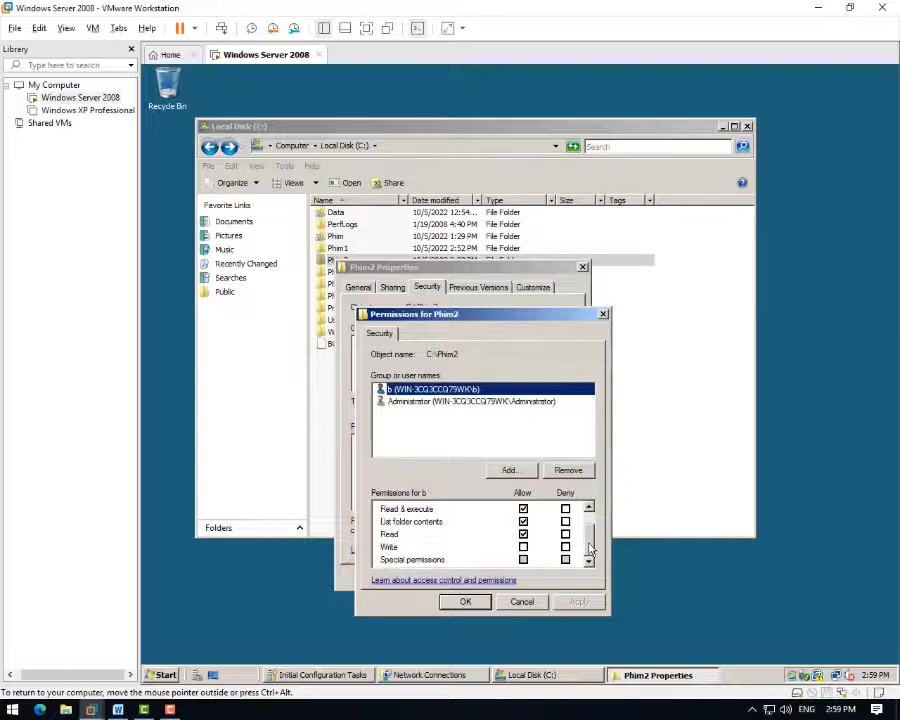 Windows Server 2008 - VMware Workstation
File Edit View VM Tabs Help
Library
Type here to search
My Computer
Windows Server 2008
Windows XP Professional
Shared VMs
Home
Windows Server 2008
Recycle Bin
Local Disk (C:)
Computer Local Disk (C:)
Search
File Edit View Tools Help
Organize Views Open Share
Favorite Links
Documents
Pictures
Music
Recently Changed
Searches
Public
Folders
Name Date modified Type Size Tags
Data 10/5/2022 12:54... File Folder
PerfLogs 1/19/2008 4:40 PM File Folder
Phim 10/5/2022 1:29 PM File Folder
Phim1 10/5/2022 2:52 PM File Folder
Phim2 Properties
General Sharing Security Previous Versions Customize
Permissions for Phim2
Security
Object name: C:\Phim2
Group or user names:
b (WIN-3CQ3CCQ79WK\b)
Administrator (WIN-3CQ3CCQ79WK\Administrator)
Add... Remove
Permissions for b Allow Deny
Read & execute
List folder contents
Read
Write
Special permissions
Learn about access control and permissions
OK Cancel Apply
Start
Initial Configuration Tasks
Network Connections
Local Disk (C:)
Phim2 Properties
2:59 PM
To return to your computer, move the mouse pointer outside or press Ctrl+Alt.
ENG 2:59 PM